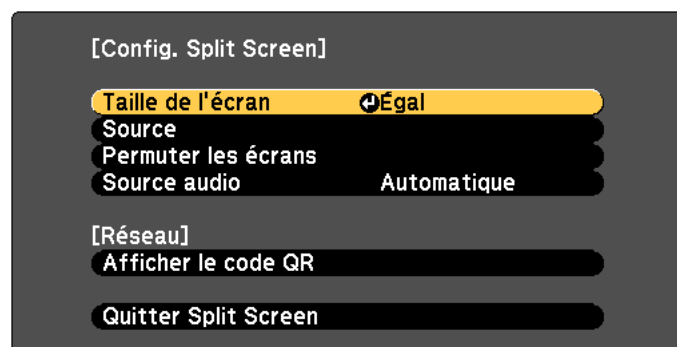 [Config. Split Screen]
Taille de l'écran Égal
Source
Permuter les écrans
Source audio Automatique
[Réseau]
Afficher le code QR
Quitter Split Screen